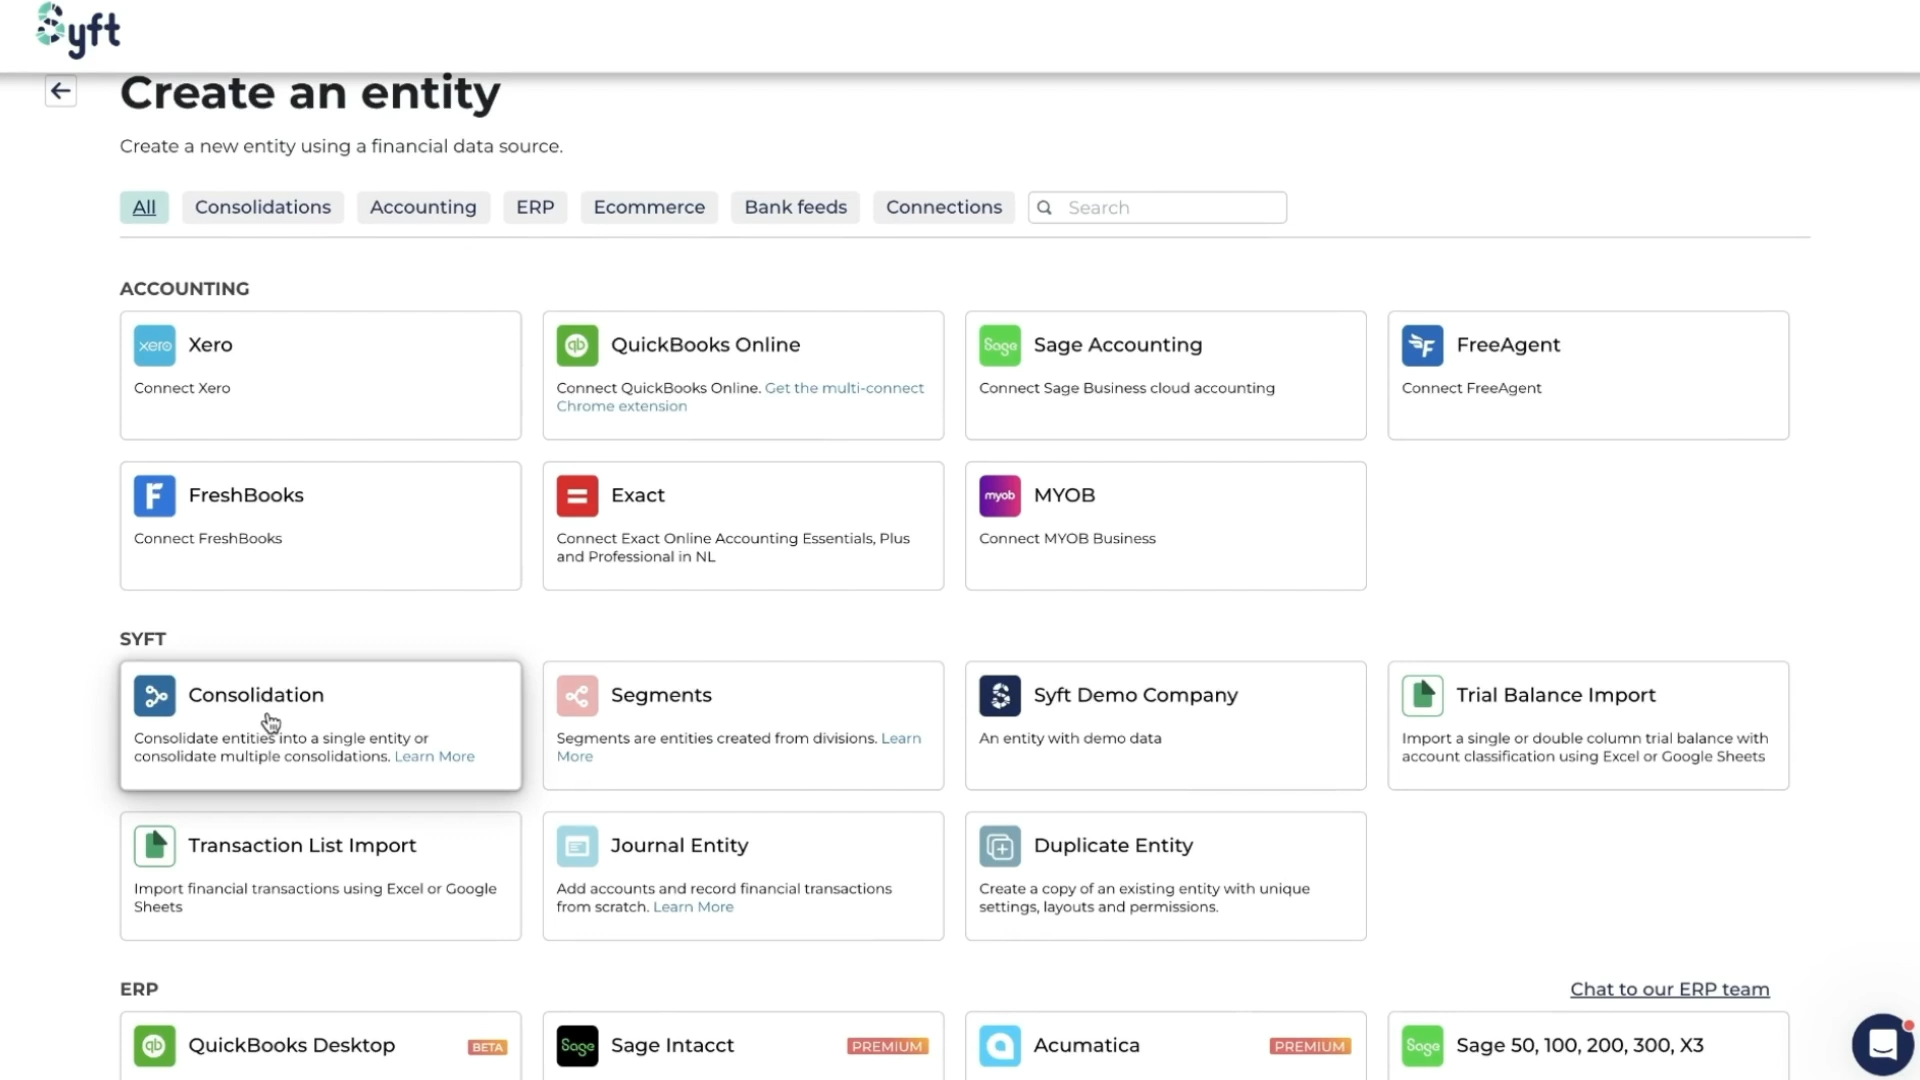 Syft
Create an entity
Create a new entity using a financial data source.
All Consolidations Accounting ERP Ecommerce Bank feeds Connections Search
ACCOUNTING
xero Xero
Connect Xero
qb QuickBooks Online
Connect QuickBooks Online. Get the multi-connect
Chrome extension
Sage Sage Accounting
Connect Sage Business cloud accounting
F FreeAgent
Connect FreeAgent
F FreshBooks
Connect FreshBooks
Exact
Connect Exact Online Accounting Essentials, Plus
and Professional in NL
myob MYOB
Connect MYOB Business
SYFT
Consolidation
Consolidate entities into a single entity or
consolidate multiple consolidations. Learn More
Segments
Segments are entities created from divisions. Learn
More
S Syft Demo Company
An entity with demo data
Trial Balance Import
Import a single or double column trial balance with
account classification using Excel or Google Sheets
Transaction List Import
Import financial transactions using Excel or Google
Sheets
Journal Entity
Add accounts and record financial transactions
from scratch. Learn More
Duplicate Entity
Create a copy of an existing entity with unique
settings, layouts and permissions.
ERP
Chat to our ERP team
qb QuickBooks Desktop BETA
Sage Sage Intacct PREMIUM
Acumatica PREMIUM
Sage Sage 50, 100, 200, 300, X3